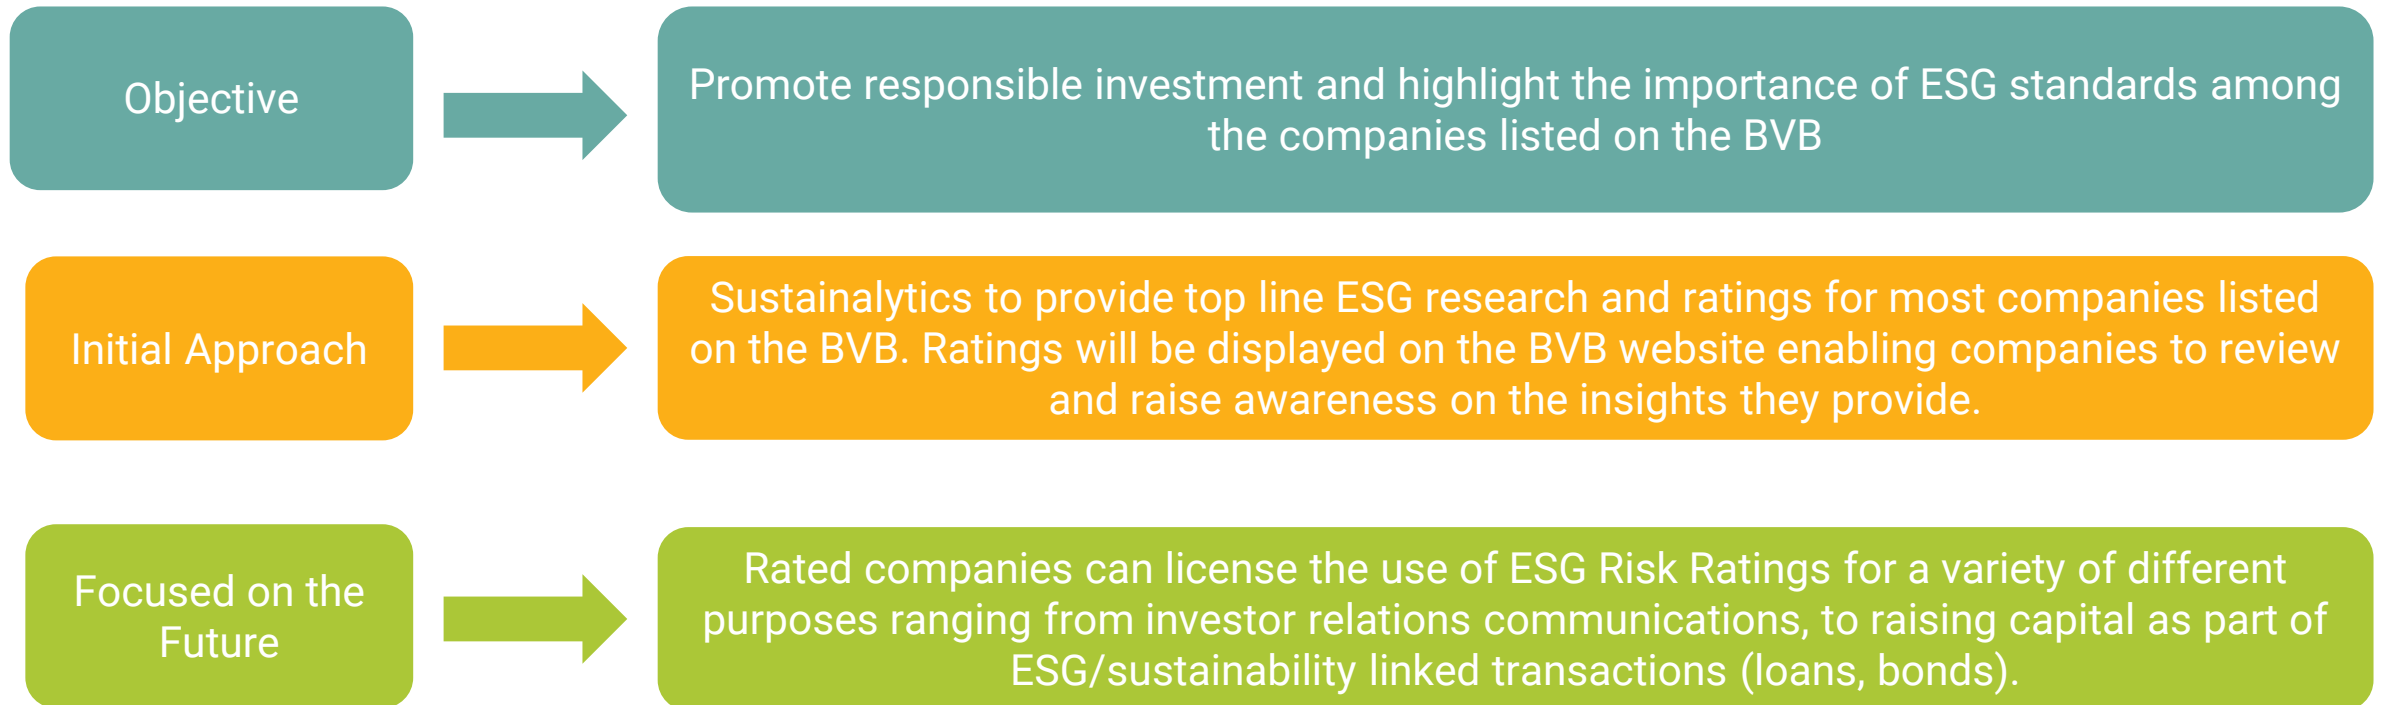 Objective
Promote responsible investment and highlight the importance of ESG standards among
the companies listed on the BVB
Initial Approach
Sustainalytics to provide top line ESG research and ratings for most companies listed
on the BVB. Ratings will be displayed on the BVB website enabling companies to review
and raise awareness on the insights they provide.
Focused on the
Future
Rated companies can license the use of ESG Risk Ratings for a variety of different
purposes ranging from investor relations communications, to raising capital as part of
ESG/sustainability linked transactions (loans, bonds).